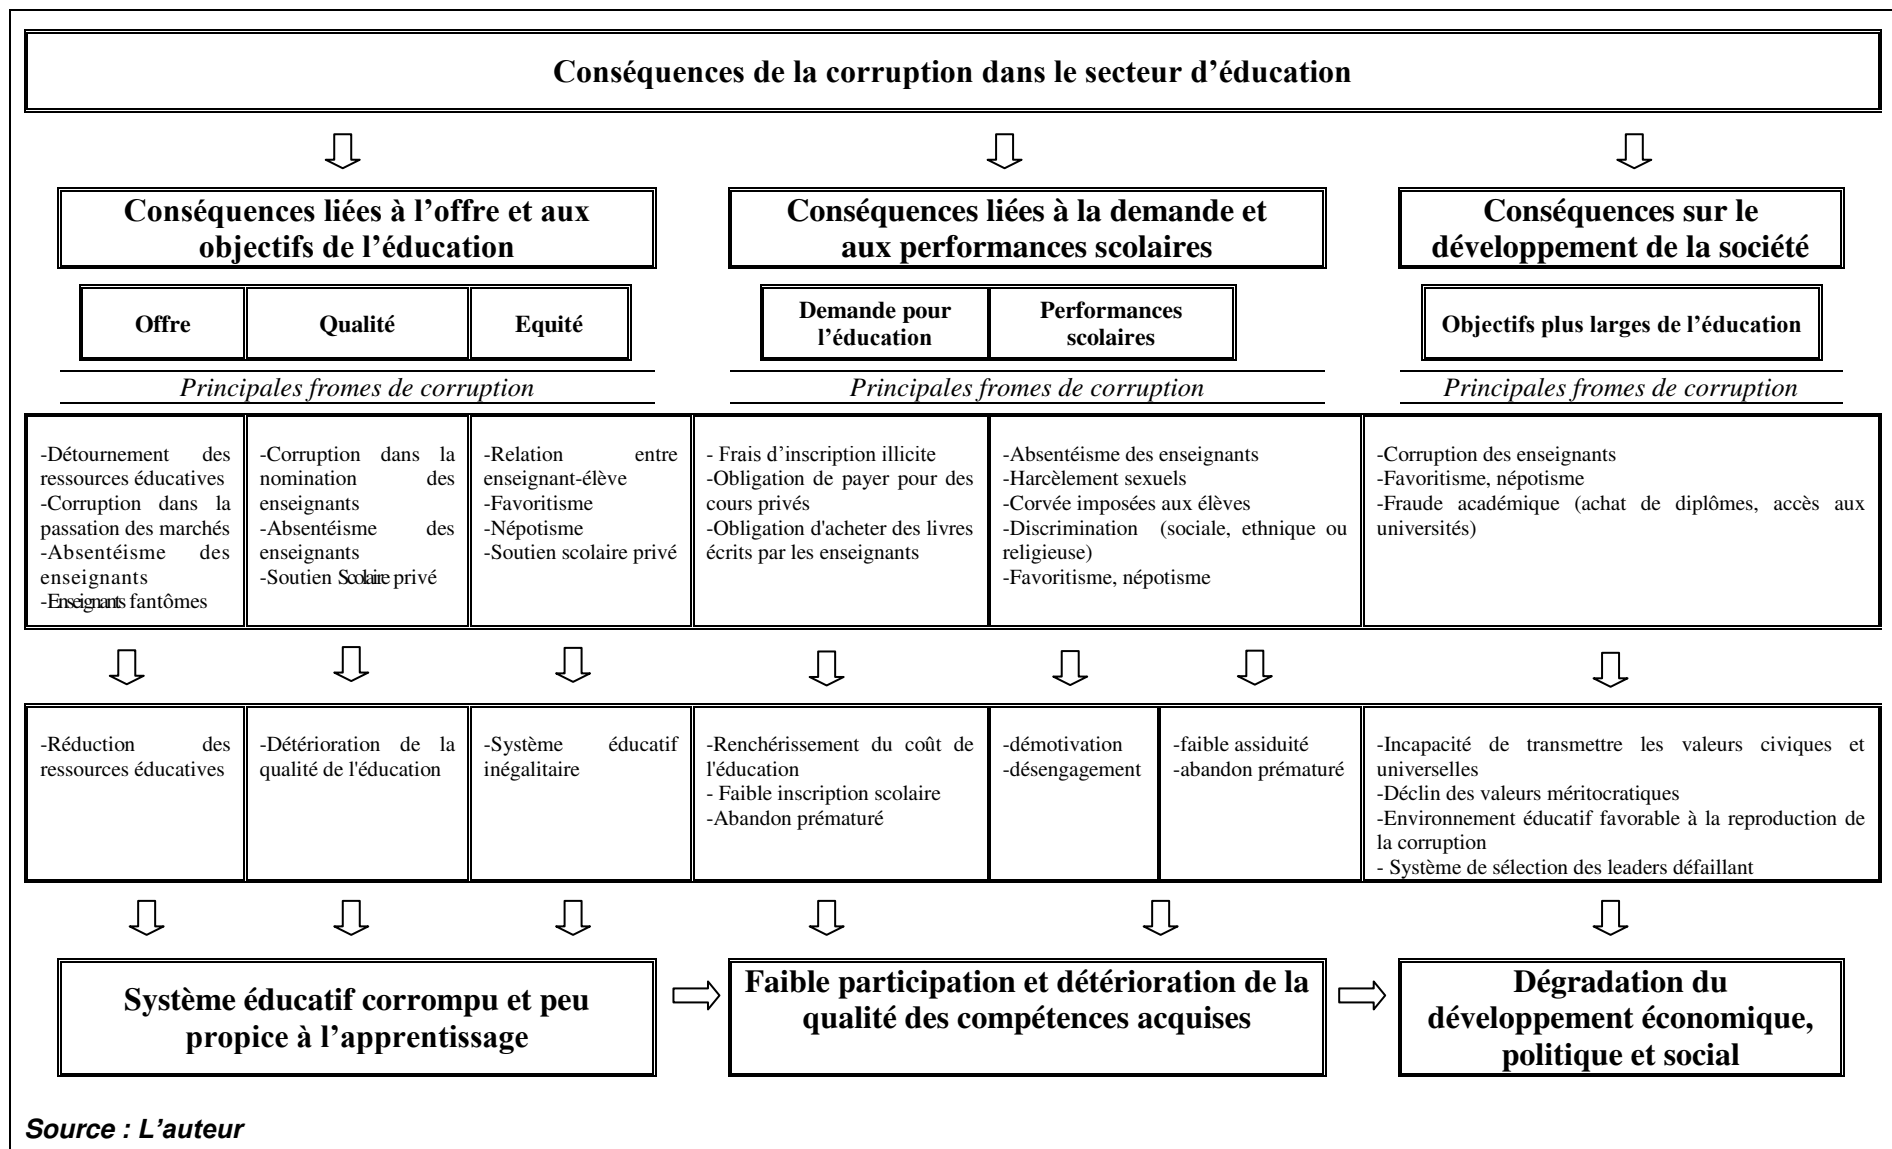 Conséquences de la corruption dans le secteur d'éducation
Conséquences liées à l'offre et aux
objectifs de l'éducation
Conséquences liées à la demande et
aux performances scolaires
Conséquences sur le
développement de la société
Offre
Qualité
Equité
Demande pour
l'éducation
Performances
scolaires
Objectifs plus larges de l'éducation
Principales fromes de corruption
Principales fromes de corruption
Principales fromes de corruption
-Détournement des
ressources éducatives
-Corruption dans la
passation des marchés
-Absentéisme des
enseignants
-Enseignants fantômes
-Corruption dans la
nomination des
enseignants
-Absentéisme des
enseignants
-Soutien Scolaire privé
-Relation entre
enseignant-élève
-Favoritisme
-Népotisme
-Soutien scolaire privé
- Frais d'inscription illicite
-Obligation de payer pour des
cours privés
-Obligation d'acheter des livres
écrits par les enseignants
-Absentéisme des enseignants
-Harcèlement sexuels
-Corvée imposées aux élèves
-Discrimination (sociale, ethnique ou
religieuse)
-Favoritisme, népotisme
-Corruption des enseignants
-Favoritisme, népotisme
-Fraude académique (achat de diplômes, accès aux
universités)
-Réduction des
ressources éducatives
-Détérioration de la
qualité de l'éducation
-Système éducatif
inégalitaire
-Renchérissement du coût de
l'éducation
- Faible inscription scolaire
-Abandon prématuré
-démotivation
-désengagement
-faible assiduité
-abandon prématuré
-Incapacité de transmettre les valeurs civiques et
universelles
-Déclin des valeurs méritocratiques
-Environnement éducatif favorable à la reproduction de
la corruption
- Système de sélection des leaders défaillant
Système éducatif corrompu et peu
propice à l'apprentissage
Faible participation et détérioration de la
qualité des compétences acquises
Dégradation du
développement économique,
politique et social
Source : L'auteur